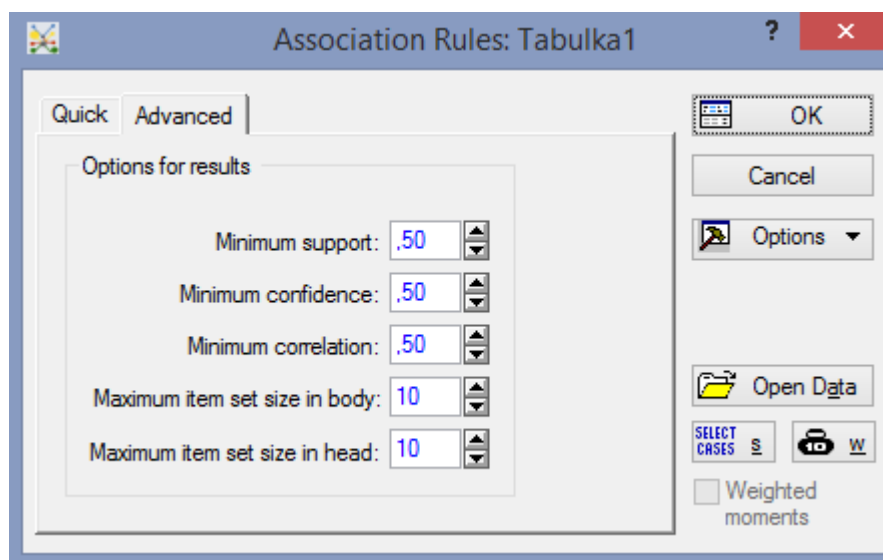 Association Rules: Tabulka1
?
Quick Advanced
Options for results
Minimum support: ,50
Minimum confidence: ,50
Minimum correlation: ,50
Maximum item set size in body: 10
Maximum item set size in head: 10
OK
Cancel
Options
Open Data
SELECT
CASES S
10 W
Weighted
moments